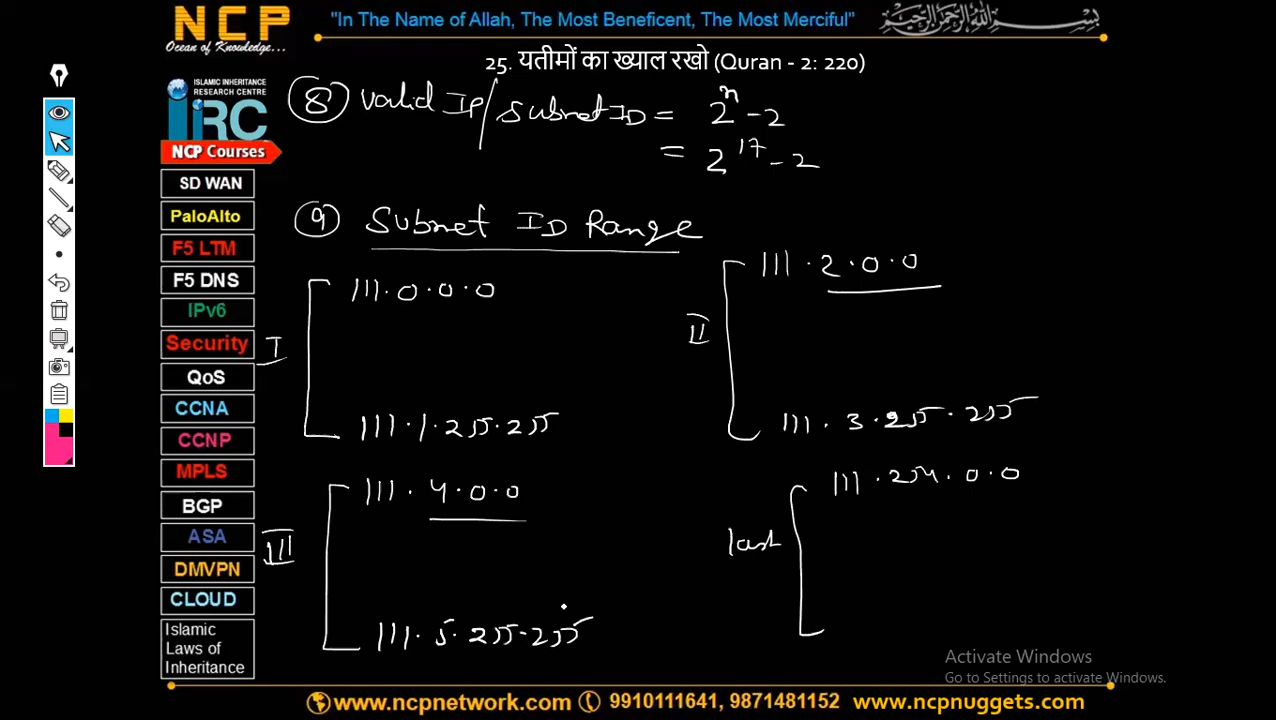 NCP
Ocean of Knowledge...
"In The Name of Allah, The Most Beneficent, The Most Merciful"
25. यतीमों का ख्याल रखो (Quran - 2: 220)
ISLAMIC INHERITANCE
RESEARCH CENTRE
IRC
NCP Courses
SD WAN
PaloAlto
F5 LTM
F5 DNS
IPv6
Security
QoS
CCNA
CCNP
MPLS
BGP
ASA
DMVPN
CLOUD
Islamic
Laws of
Inheritance
8 Valid IP/Subnet ID = 2^n - 2
= 2^17 - 2
9 Subnet ID Range
I
111.0.0.0
111.1.255.255
II
111.2.0.0
111.3.255.255
III
111.4.0.0
111.5.255.255
last
111.254.0.0
Activate Windows
Go to Settings to activate Windows.
www.ncpnetwork.com 9910111641, 9871481152 www.ncpnuggets.com